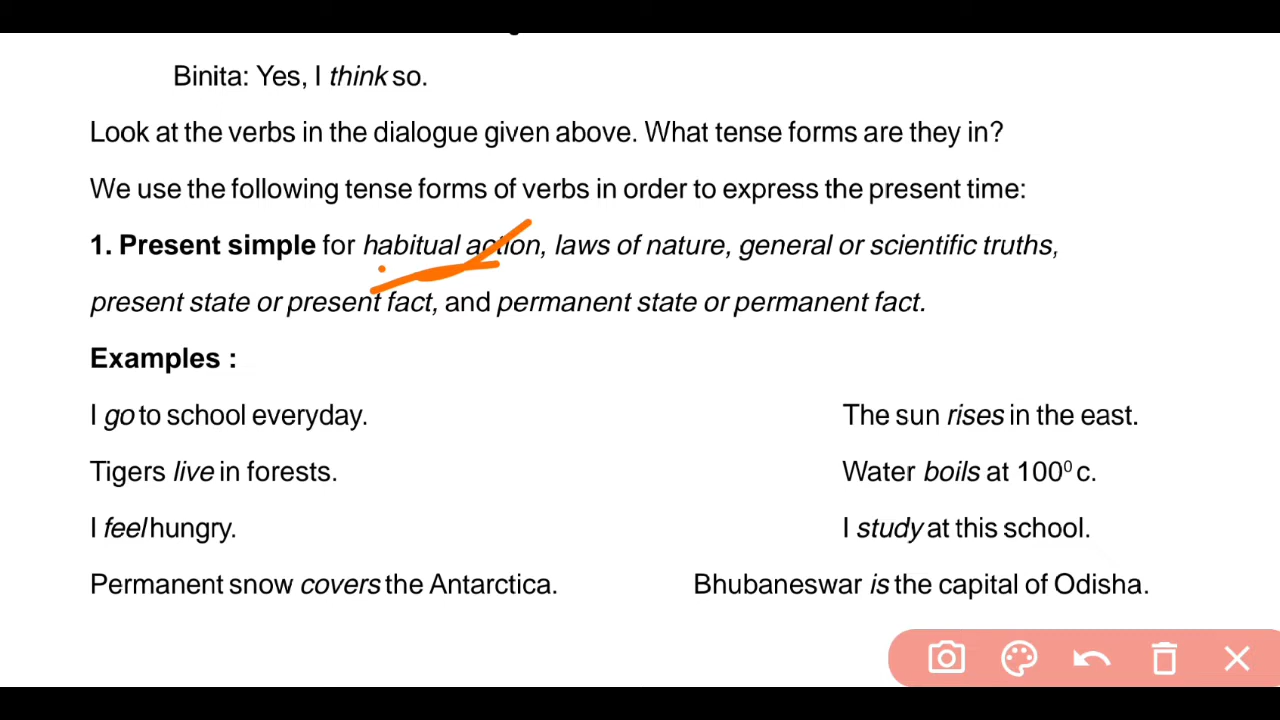 Binita: Yes, I think so.
Look at the verbs in the dialogue given above. What tense forms are they in?
We use the following tense forms of verbs in order to express the present time:
1. Present simple for habitual action, laws of nature, general or scientific truths,
present state or present fact, and permanent state or permanent fact.
Examples :
I go to school everyday. The sun rises in the east.
Tigers live in forests. Water boils at 100⁰ c.
I feel hungry. I study at this school.
Permanent snow covers the Antarctica. Bhubaneswar is the capital of Odisha.